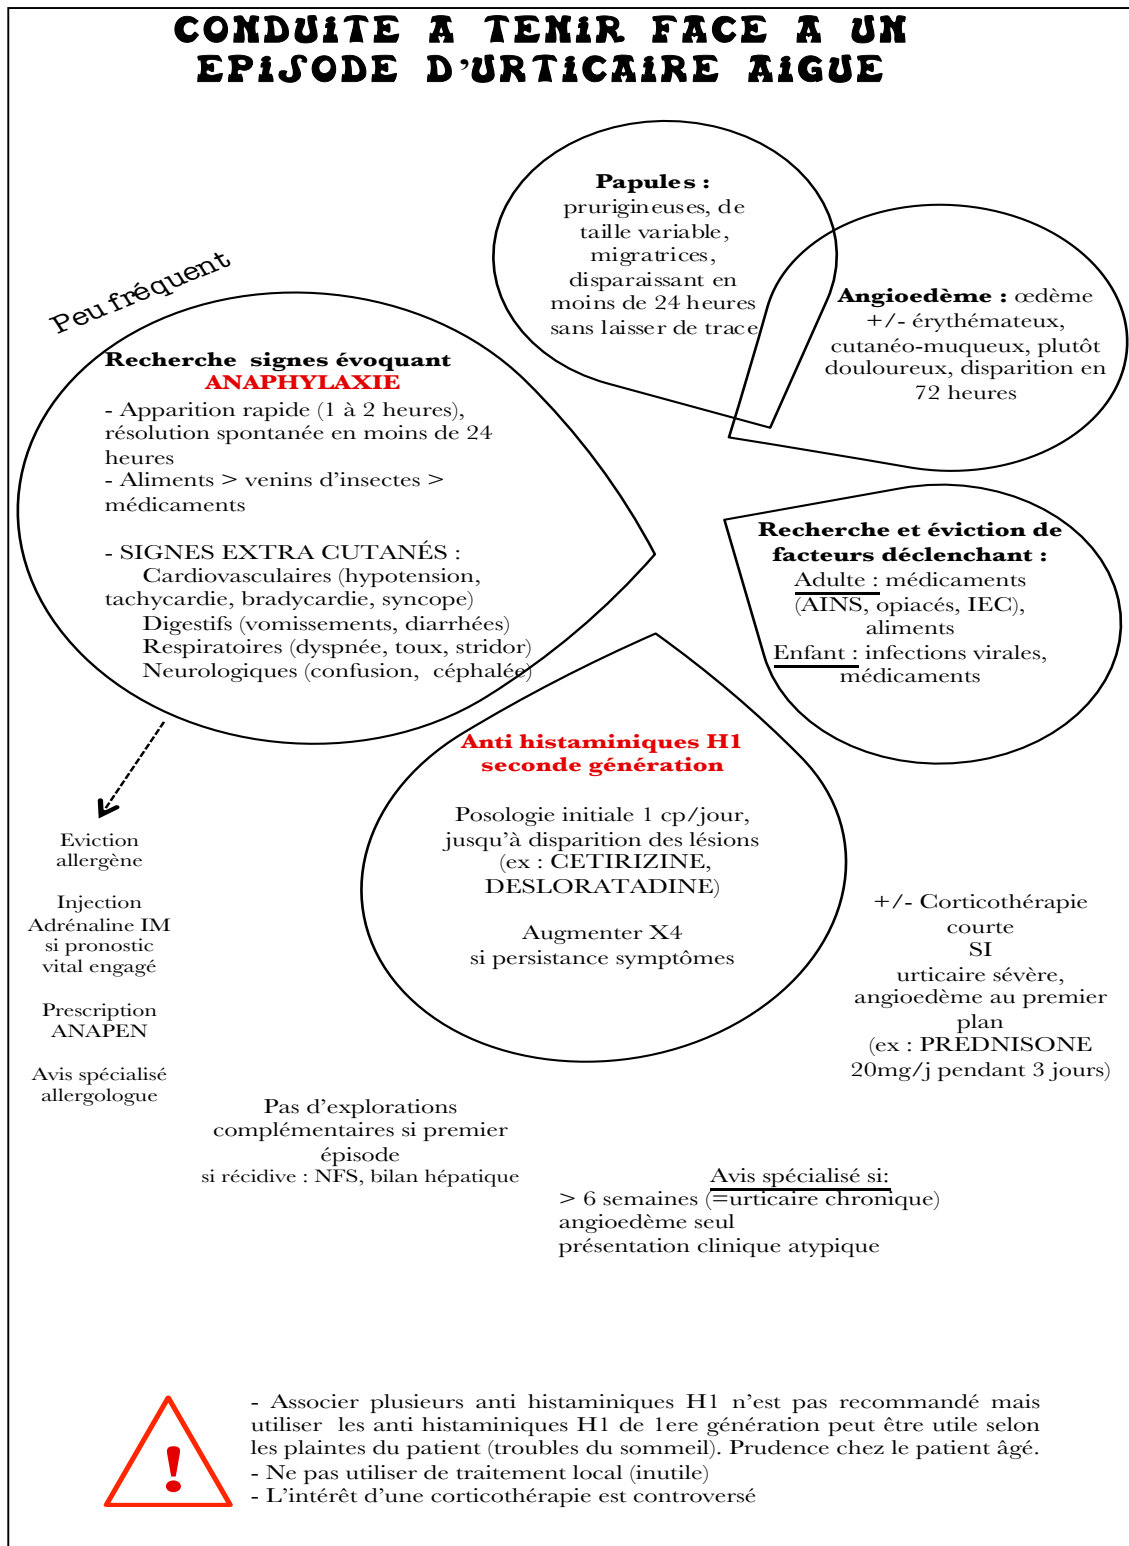 CONDUITE A TENIR FACE A UN
EPISODE D'URTICAIRE AIGUE
Papules :
prurigineuses, de
taille variable,
migratrices,
disparaissant en
moins de 24 heures
sans laisser de trace
Angioedème : œdème
+/- érythémateux,
cutanéo-muqueux, plutôt
douloureux, disparition en
72 heures
Peu fréquent
Recherche signes évoquant
ANAPHYLAXIE
- Apparition rapide (1 à 2 heures),
résolution spontanée en moins de 24
heures
- Aliments > venins d'insectes >
médicaments
- SIGNES EXTRA CUTANÉS :
Cardiovasculaires (hypotension,
tachycardie, bradycardie, syncope)
Digestifs (vomissements, diarrhées)
Respiratoires (dyspnée, toux, stridor)
Neurologiques (confusion, céphalée)
Recherche et éviction de
facteurs déclenchant :
Adulte : médicaments
(AINS, opiacés, IEC),
aliments
Enfant : infections virales,
médicaments
Anti histaminiques H1
seconde génération
Posologie initiale 1 cp/jour,
jusqu'à disparition des lésions
(ex : CETIRIZINE,
DESLORATADINE)
Augmenter X4
si persistance symptômes
Eviction
allergène
Injection
Adrénaline IM
si pronostic
vital engagé
Prescription
ANAPEN
Avis spécialisé
allergologue
+/- Corticothérapie
courte
SI
urticaire sévère,
angioedème au premier
plan
(ex : PREDNISONE
20mg/j pendant 3 jours)
Pas d'explorations
complémentaires si premier
épisode
si récidive : NFS, bilan hépatique
Avis spécialisé si:
> 6 semaines (=urticaire chronique)
angioedème seul
présentation clinique atypique
!
- Associer plusieurs anti histaminiques H1 n'est pas recommandé mais
utiliser les anti histaminiques H1 de 1ere génération peut être utile selon
les plaintes du patient (troubles du sommeil). Prudence chez le patient âgé.
- Ne pas utiliser de traitement local (inutile)
- L'intérêt d'une corticothérapie est controversé